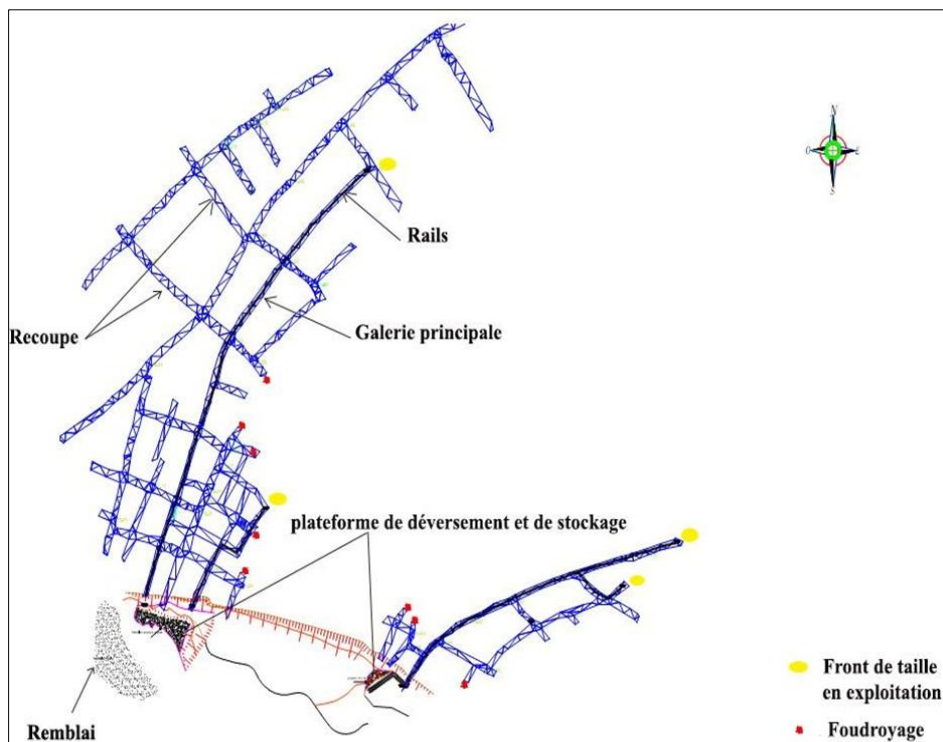 N
O
E
S
Rails
Recoupe
Galerie principale
plateforme de déversement et de stockage
Front de taille
en exploitation
Foudroyage
Remblai